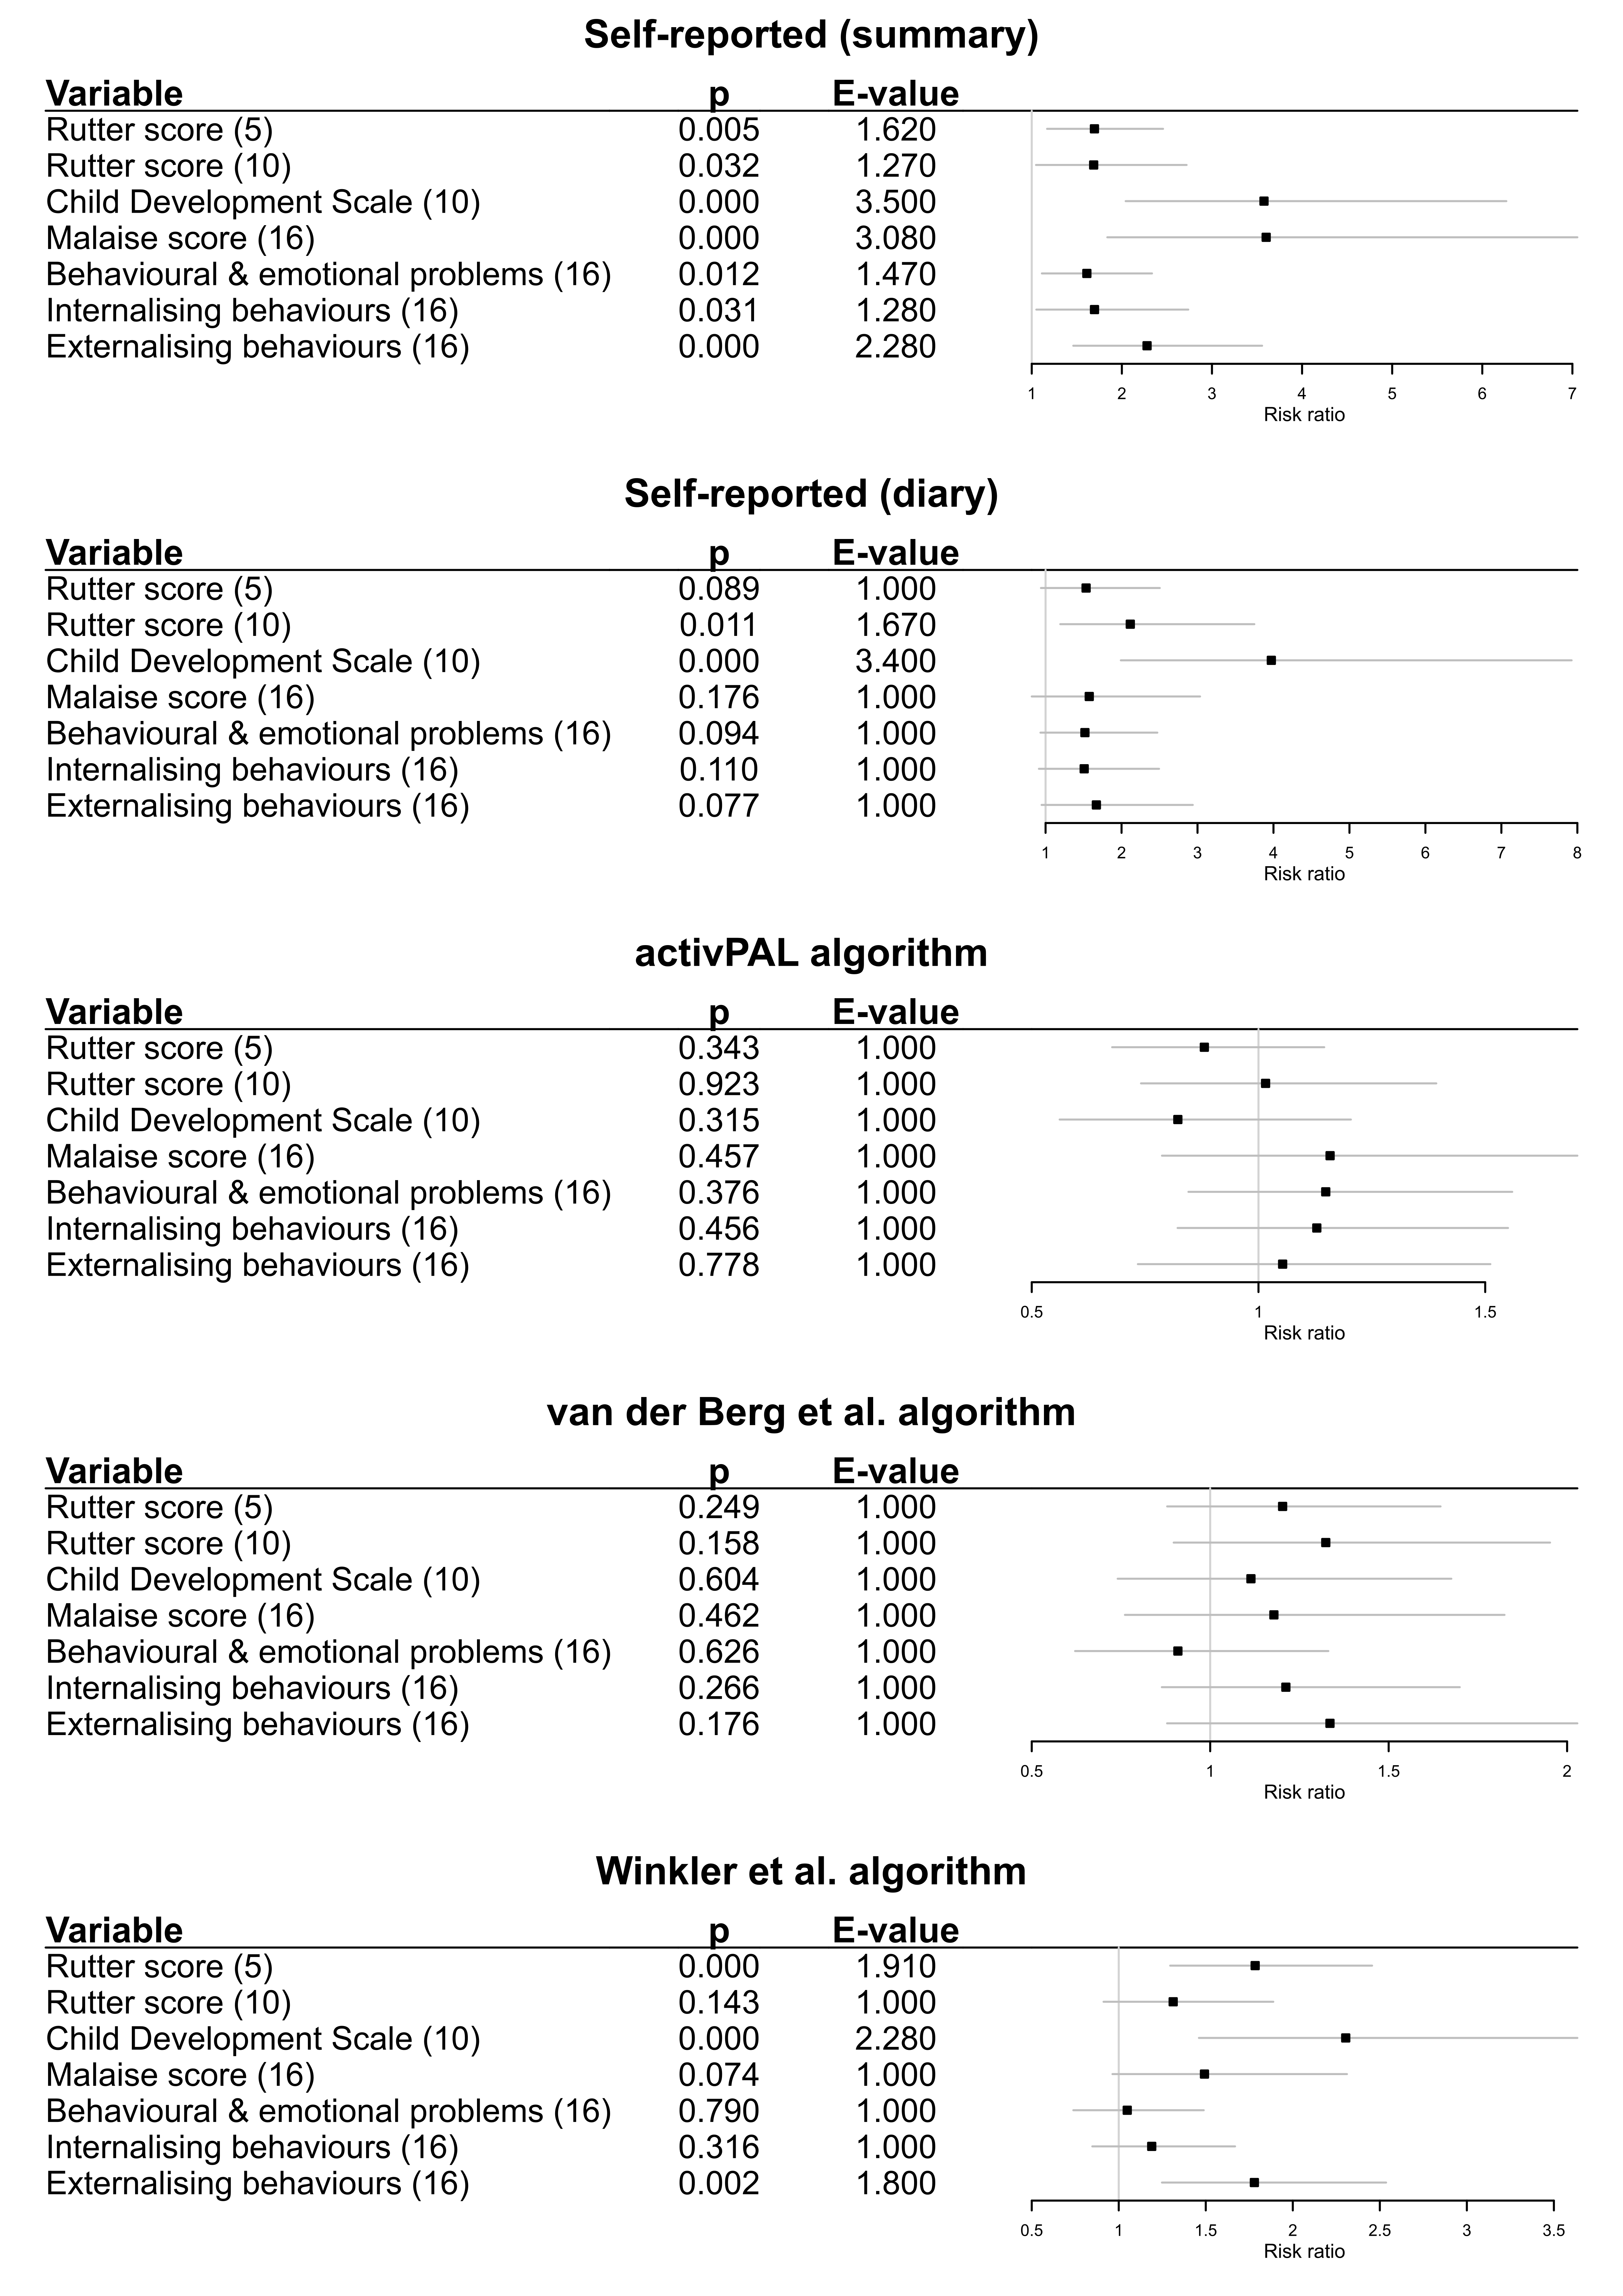 Self-reported (summary)
Variable p E-value
Rutter score (5) 0.005 1.620
Rutter score (10) 0.032 1.270
Child Development Scale (10) 0.000 3.500
Malaise score (16) 0.000 3.080
Behavioural & emotional problems (16) 0.012 1.470
Internalising behaviours (16) 0.031 1.280
Externalising behaviours (16) 0.000 2.280
1 2 3 4 5 6 7
Risk ratio
Self-reported (diary)
Variable p E-value
Rutter score (5) 0.089 1.000
Rutter score (10) 0.011 1.670
Child Development Scale (10) 0.000 3.400
Malaise score (16) 0.176 1.000
Behavioural & emotional problems (16) 0.094 1.000
Internalising behaviours (16) 0.110 1.000
Externalising behaviours (16) 0.077 1.000
1 2 3 4 5 6 7 8
Risk ratio
activPAL algorithm
Variable p E-value
Rutter score (5) 0.343 1.000
Rutter score (10) 0.923 1.000
Child Development Scale (10) 0.315 1.000
Malaise score (16) 0.457 1.000
Behavioural & emotional problems (16) 0.376 1.000
Internalising behaviours (16) 0.456 1.000
Externalising behaviours (16) 0.778 1.000
0.5 1 1.5
Risk ratio
van der Berg et al. algorithm
Variable p E-value
Rutter score (5) 0.249 1.000
Rutter score (10) 0.158 1.000
Child Development Scale (10) 0.604 1.000
Malaise score (16) 0.462 1.000
Behavioural & emotional problems (16) 0.626 1.000
Internalising behaviours (16) 0.266 1.000
Externalising behaviours (16) 0.176 1.000
0.5 1 1.5 2
Risk ratio
Winkler et al. algorithm
Variable p E-value
Rutter score (5) 0.000 1.910
Rutter score (10) 0.143 1.000
Child Development Scale (10) 0.000 2.280
Malaise score (16) 0.074 1.000
Behavioural & emotional problems (16) 0.790 1.000
Internalising behaviours (16) 0.316 1.000
Externalising behaviours (16) 0.002 1.800
0.5 1 1.5 2 2.5 3 3.5
Risk ratio